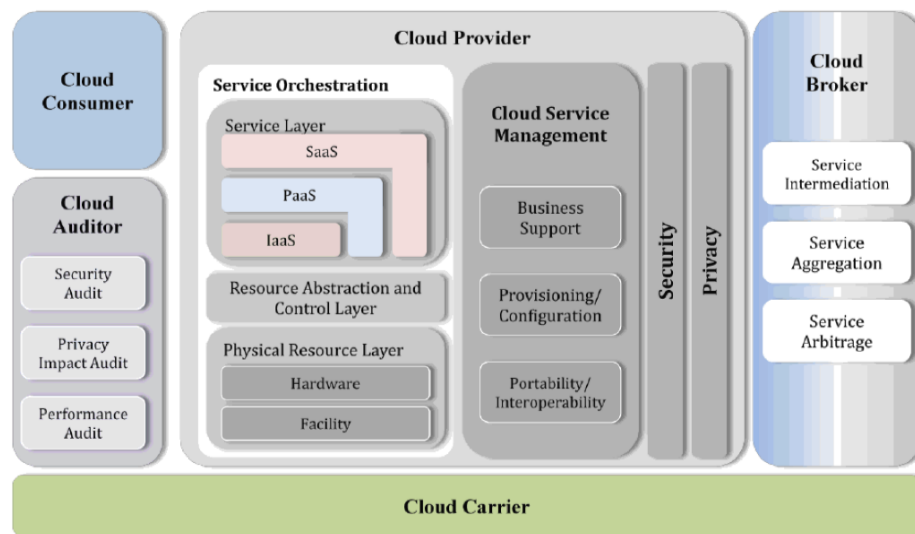 Cloud
Consumer
Cloud
Auditor
Security
Audit
Privacy
Impact Audit
Performance
Audit
Cloud Provider
Service Orchestration
Service Layer
SaaS
PaaS
IaaS
Resource Abstraction and
Control Layer
Physical Resource Layer
Hardware
Facility
Cloud Service
Management
Business
Support
Provisioning/
Configuration
Portability/
Interoperability
Security
Privacy
Cloud
Broker
Service
Intermediation
Service
Aggregation
Service
Arbitrage
Cloud Carrier